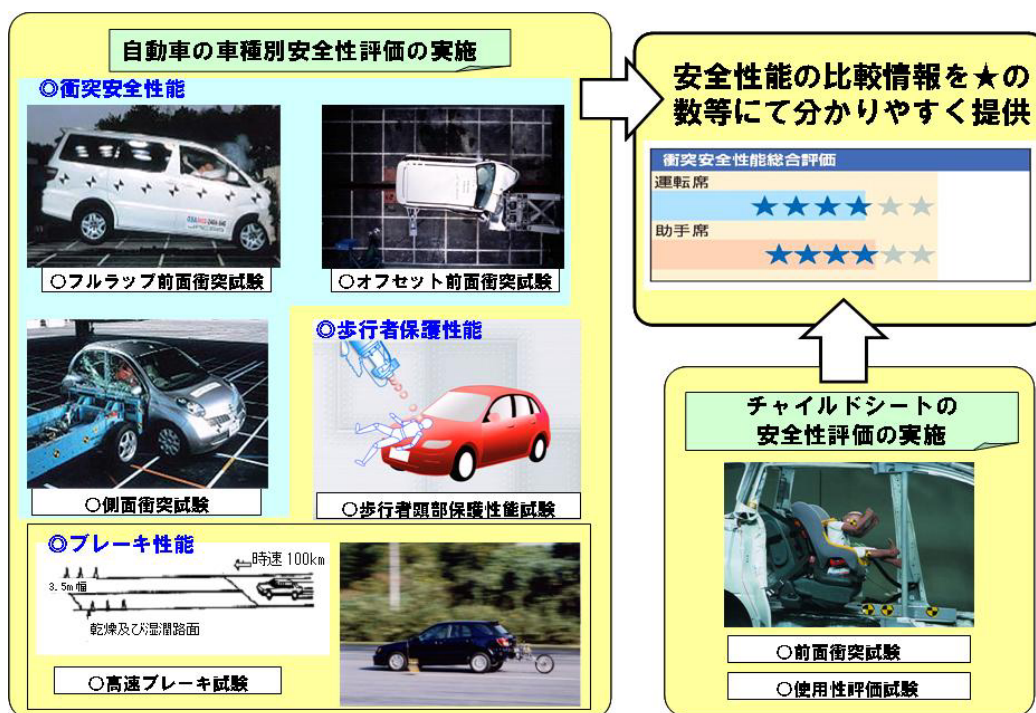 自動車の車種別安全性評価の実施
◎衝突安全性能
○フルラップ前面衝突試験
○オフセット前面衝突試験
○側面衝突試験
◎歩行者保護性能
○歩行者頭部保護性能試験
◎ブレーキ性能
時速100km
3.5m幅
乾燥及び湿潤路面
○高速ブレーキ試験
安全性能の比較情報を★の
数等にて分かりやすく提供
衝突安全性能総合評価
運転席
★★★★★★
助手席
★★★★★★
チャイルドシートの
安全性評価の実施
○前面衝突試験
○使用性評価試験